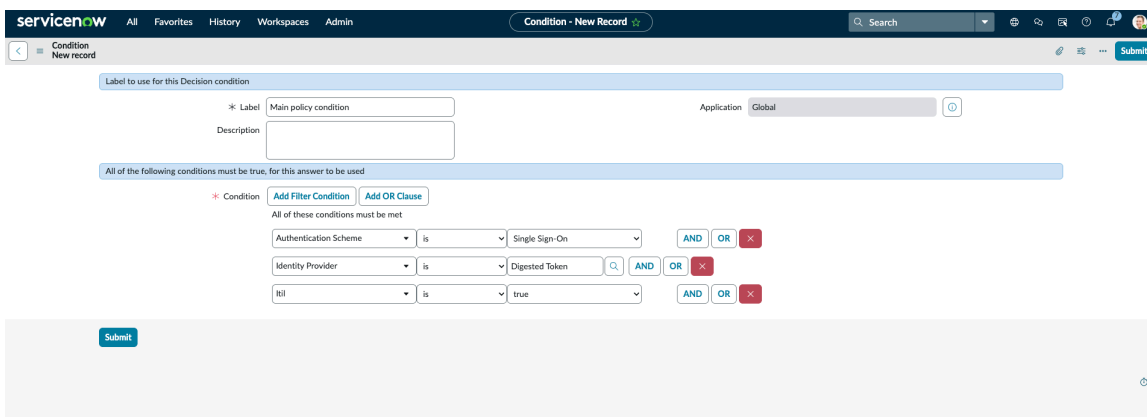 servicenow All Favorites History Workspaces Admin Condition - New Record Search 7
Condition
New record
Submit
Label to use for this Decision condition
Label Main policy condition Application Global
Description
All of the following conditions must be true, for this answer to be used
Condition Add Filter Condition Add OR Clause
All of these conditions must be met
Authentication Scheme is Single Sign-On AND OR
Identity Provider is Digested Token AND OR
Itil is true AND OR
Submit